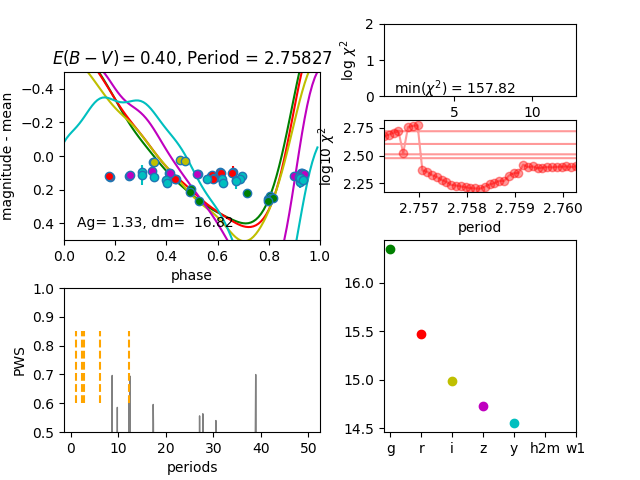 E(B − V) = 0.40, Period = 2.75827
magnitude - mean
−0.4
−0.2
0.0
0.2
0.4
Ag= 1.33, dm=  16.82
0.0 0.2 0.4 0.6 0.8 1.0
phase
log χ²
2
1
0
min(χ²) = 157.82
5 10
log10 χ²
2.75
2.50
2.25
2.757 2.758 2.759 2.760
period
PWS
1.0
0.9
0.8
0.7
0.6
0.5
0 10 20 30 40 50
periods
16.0
15.5
15.0
14.5
g r i z y h2m w1